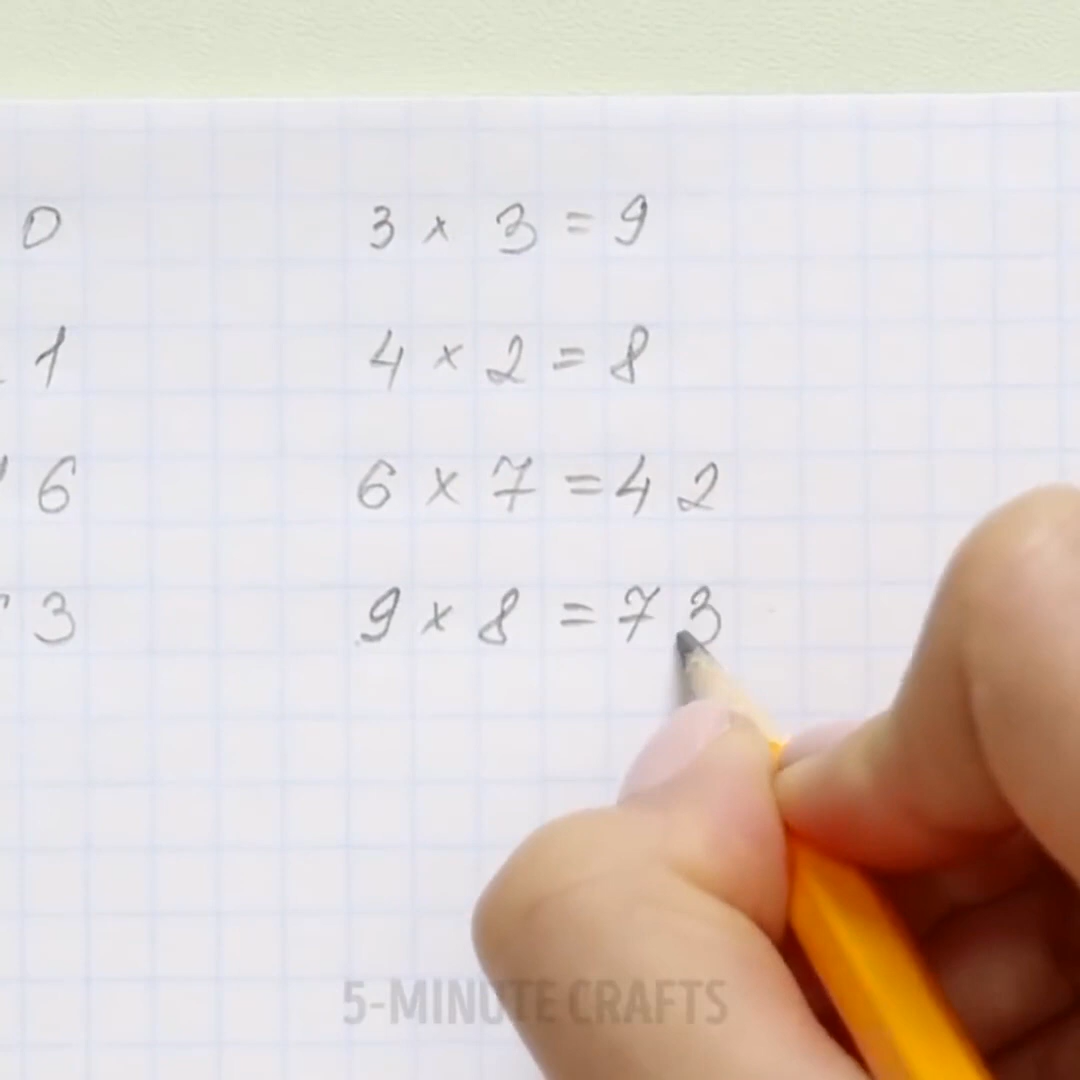 0 3 × 3 = 9
1 4 × 2 = 8
6 6 × 7 = 42
3 9 × 8 = 73
5-MINUTE CRAFTS